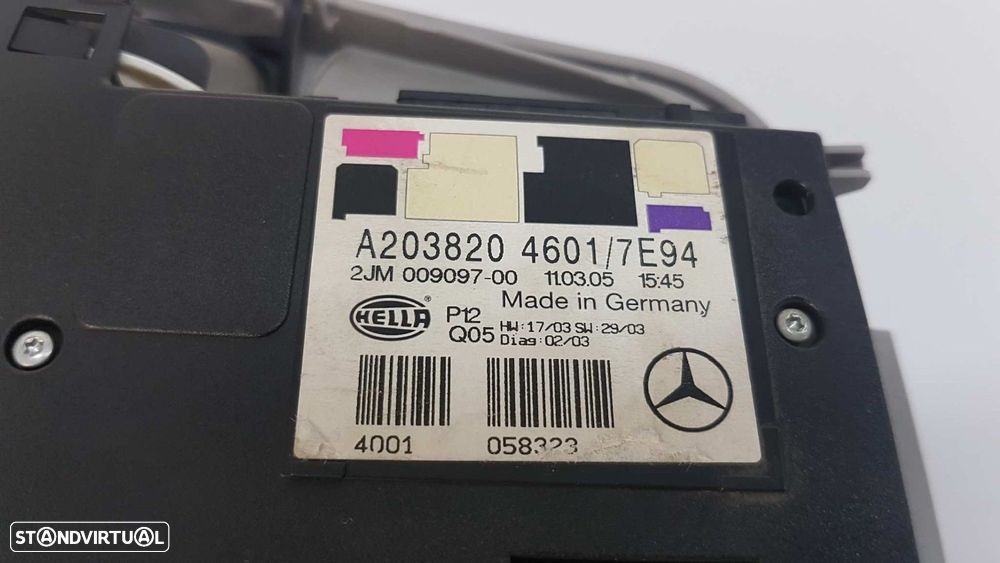 A203820 4601/7E94
2JM 009097-00 11.03.05 15:45
Made in Germany
HELLA ® P12
Q05 HW:17/03 SW:29/03
Diag:02/03
4001 058323
STANDVIRTUAL